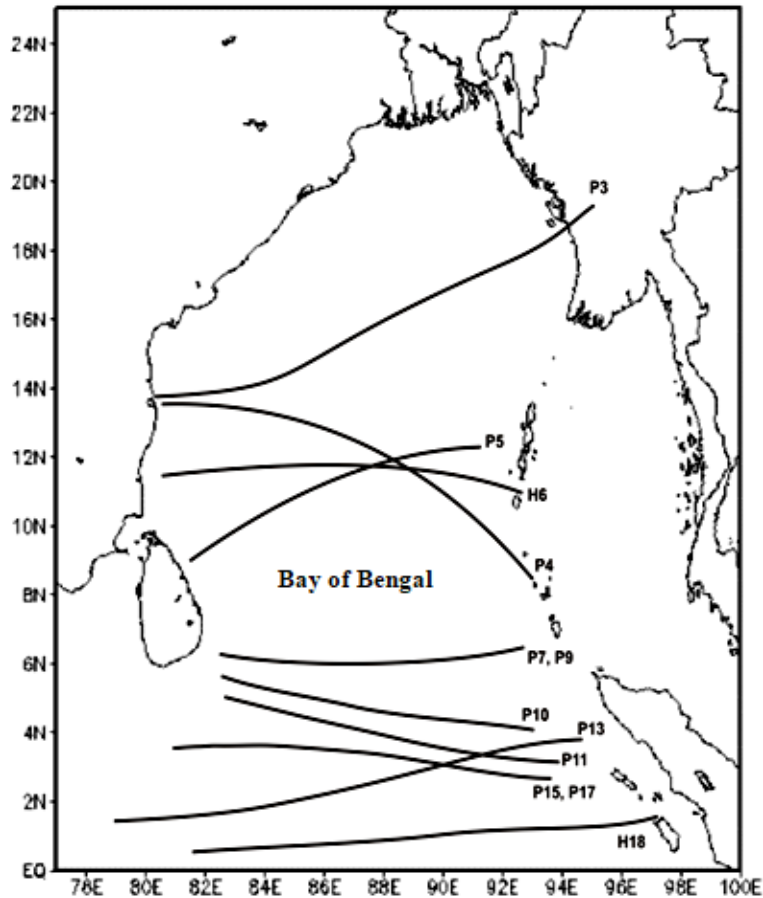 24N
22N
20N
P3
18N
16N
14N
12N
P5
H6
10N
Bay of Bengal
P4
8N
6N
P7, P9
P10
P13
4N
P11
P15, P17
2N
H18
EQ
78E 80E 82E 84E 86E 88E 90E 92E 94E 96E 98E 100E